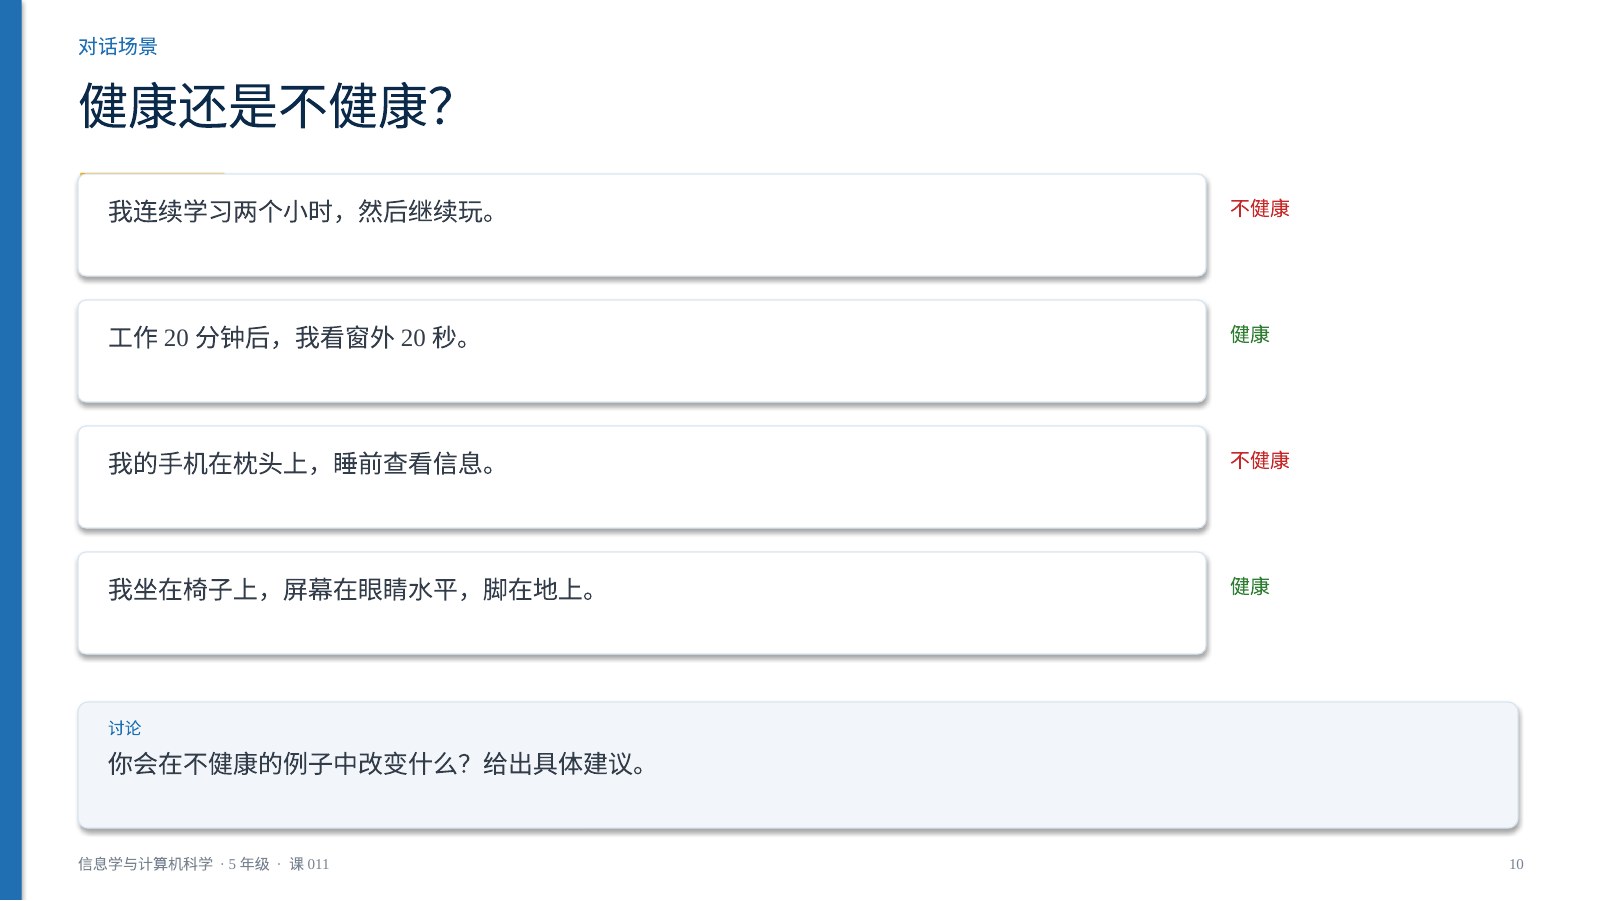 对话场景
健康还是不健康？
我连续学习两个小时，然后继续玩。
不健康
工作 20 分钟后，我看窗外 20 秒。
健康
我的手机在枕头上，睡前查看信息。
不健康
我坐在椅子上，屏幕在眼睛水平，脚在地上。
健康
讨论
你会在不健康的例子中改变什么？给出具体建议。
信息学与计算机科学 · 5 年级 · 课 011
10